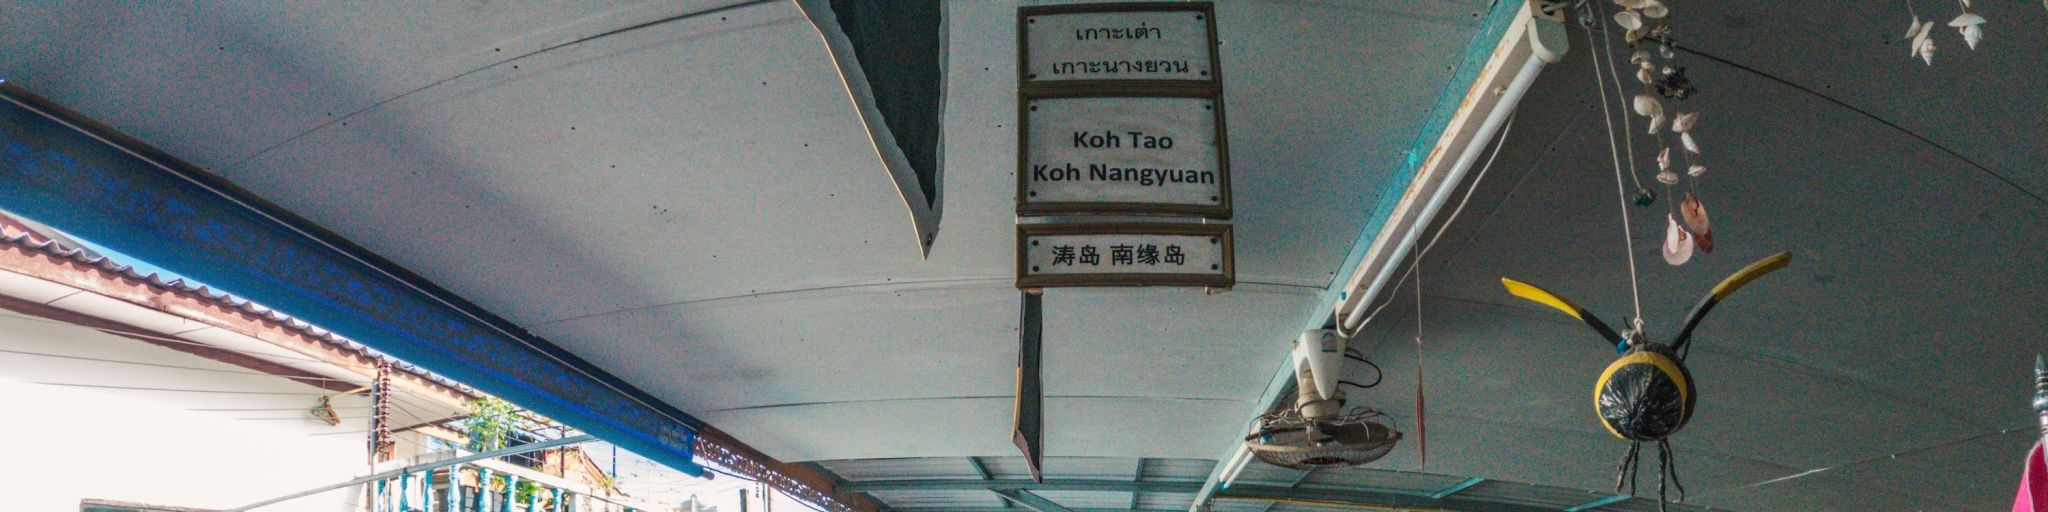 เกาะเต่า
เกาะนางยวน
Koh Tao
Koh Nangyuan
涛岛 南缘岛